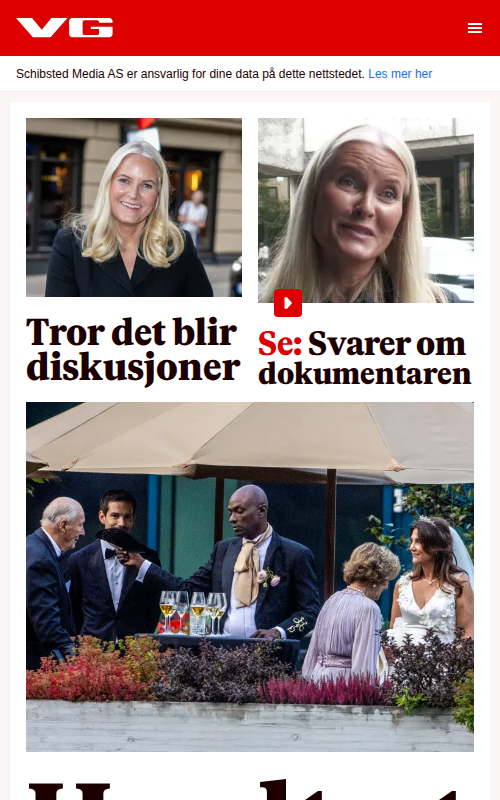 VG
Schibsted Media AS er ansvarlig for dine data på dette nettstedet. Les mer her
Tror det blir
diskusjoner
Se: Svarer om
dokumentaren